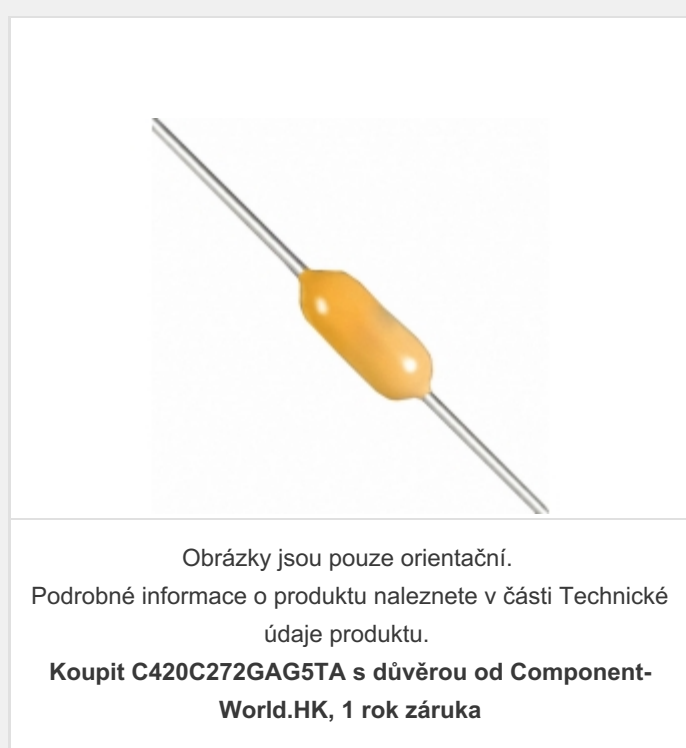 Obrázky jsou pouze orientační.
Podrobné informace o produktu naleznete v části Technické
údaje produktu.
Koupit C420C272GAG5TA s důvěrou od Component-
World.HK, 1 rok záruka